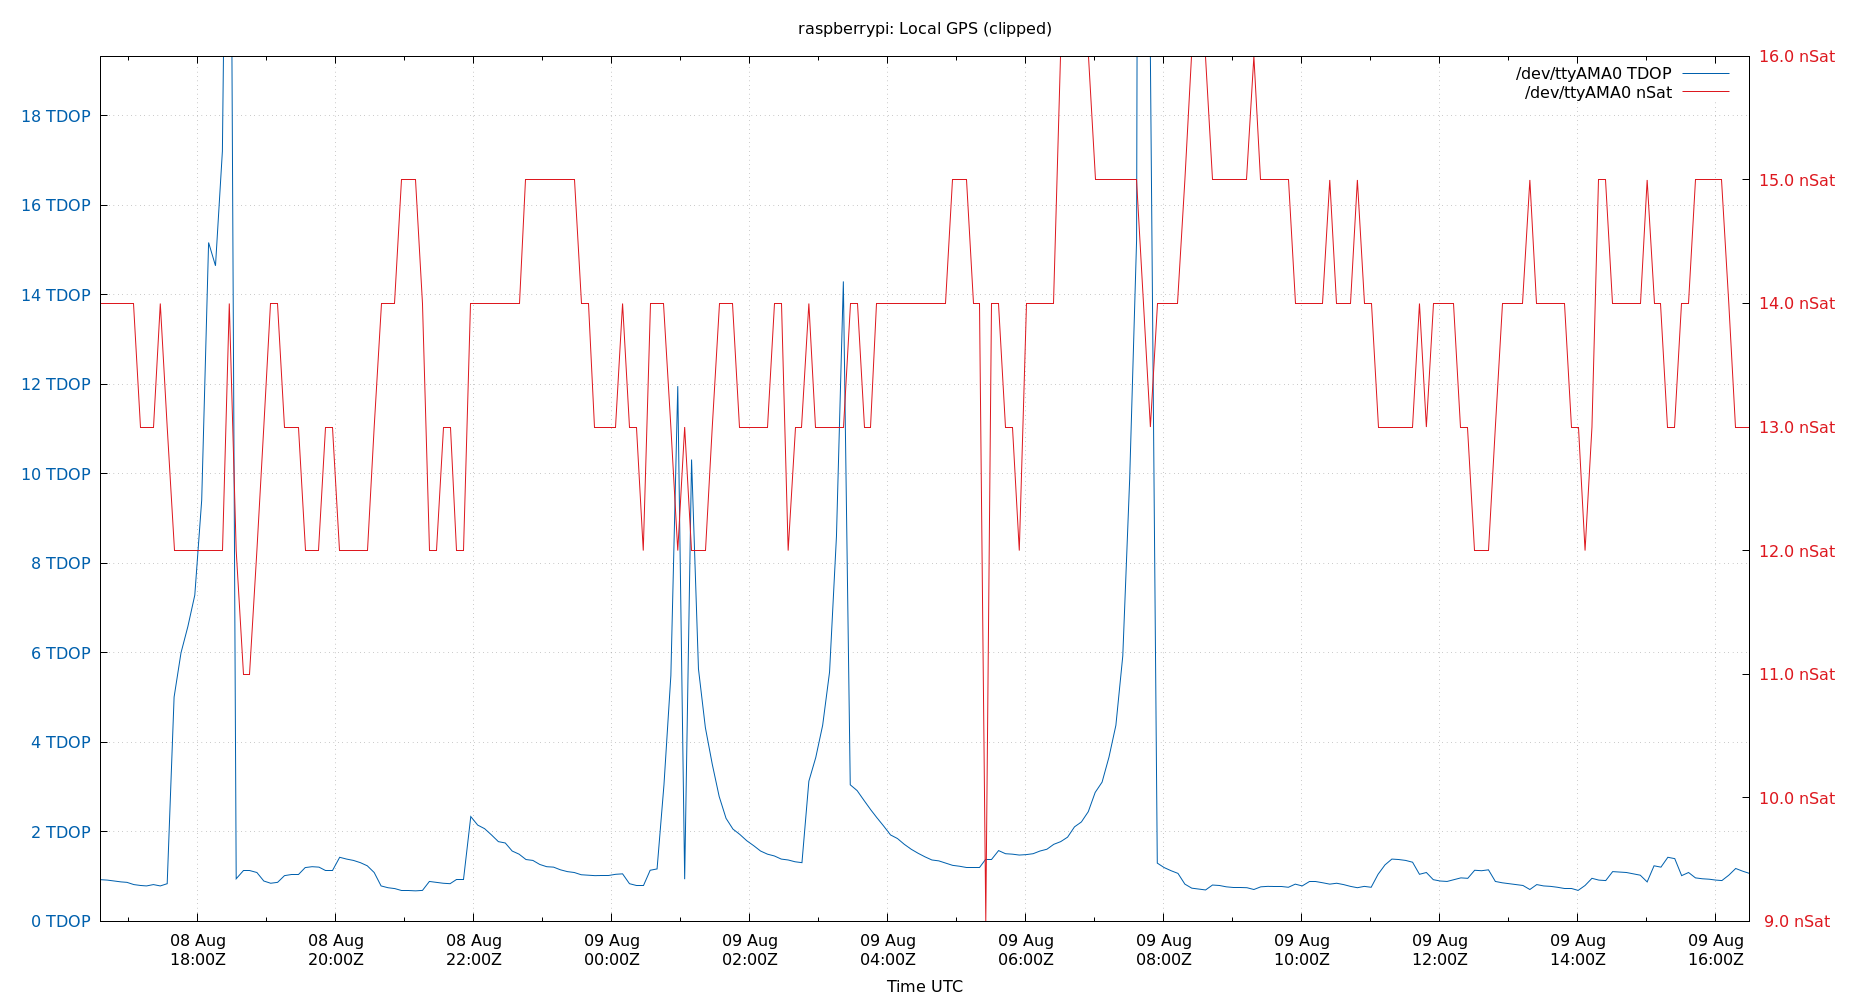 raspberrypi: Local GPS (clipped)
/dev/ttyAMA0 TDOP
/dev/ttyAMA0 nSat
18 TDOP
16 TDOP
14 TDOP
12 TDOP
10 TDOP
8 TDOP
6 TDOP
4 TDOP
2 TDOP
0 TDOP
16.0 nSat
15.0 nSat
14.0 nSat
13.0 nSat
12.0 nSat
11.0 nSat
10.0 nSat
9.0 nSat
08 Aug 08 Aug 08 Aug 09 Aug 09 Aug 09 Aug 09 Aug 09 Aug 09 Aug 09 Aug 09 Aug 09 Aug
18:00Z 20:00Z 22:00Z 00:00Z 02:00Z 04:00Z 06:00Z 08:00Z 10:00Z 12:00Z 14:00Z 16:00Z
Time UTC